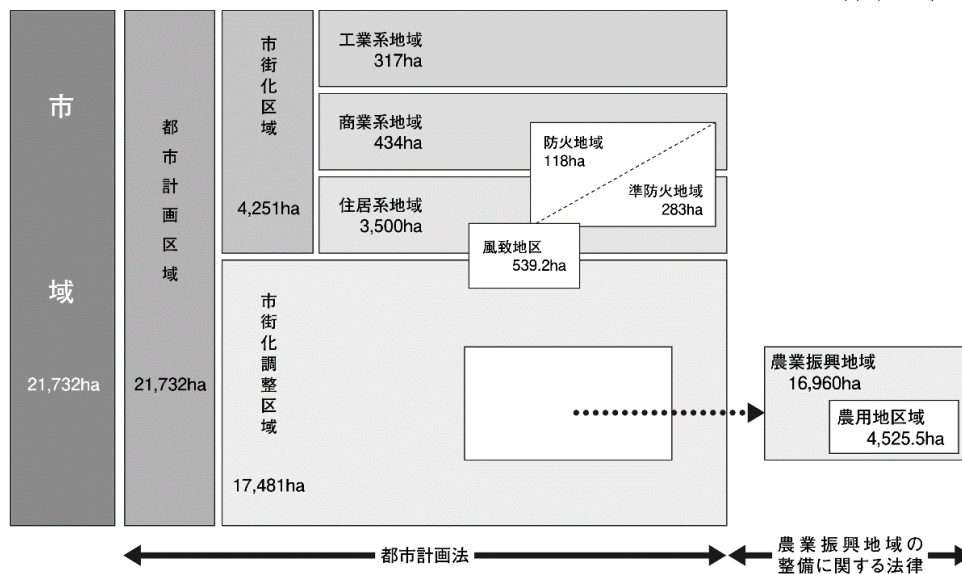 市域
21,732ha
都市計画区域
21,732ha
市街化区域
4,251ha
工業系地域
317ha
商業系地域
434ha
住居系地域
3,500ha
防火地域
118ha
準防火地域
283ha
風致地区
539.2ha
市街化調整区域
17,481ha
農業振興地域
16,960ha
農用地区域
4,525.5ha
都市計画法
農業振興地域の
整備に関する法律